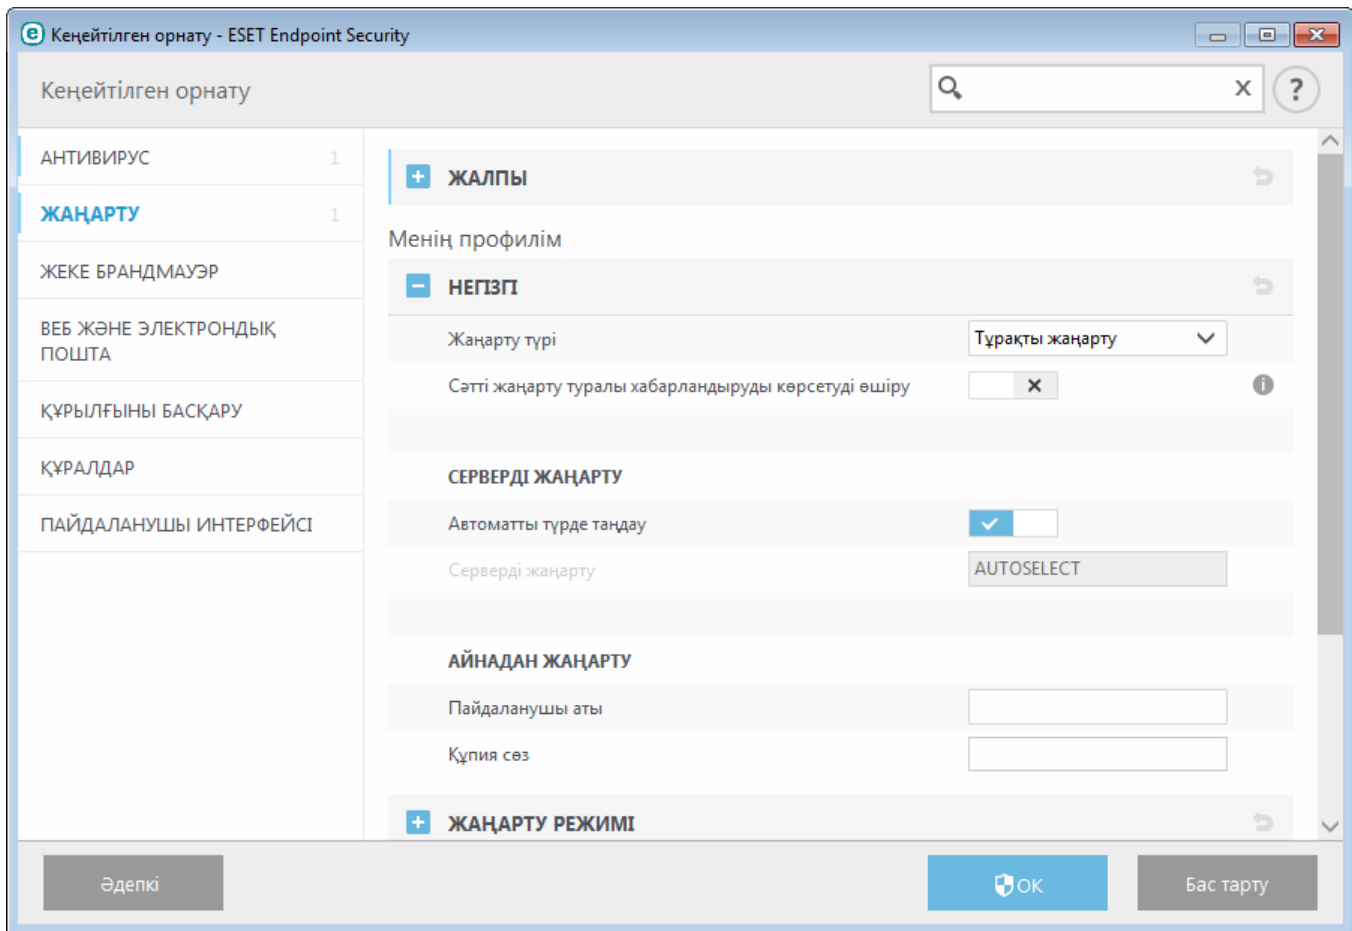 Кеңейтілген орнату - ESET Endpoint Security
Кеңейтілген орнату
АНТИВИРУС 1
ЖАҢАРТУ 1
ЖЕКЕ БРАНДМАУЭР
ВЕБ ЖӘНЕ ЭЛЕКТРОНДЫҚ
ПОШТА
ҚҰРЫЛҒЫНЫ БАСҚАРУ
ҚҰРАЛДАР
ПАЙДАЛАНУШЫ ИНТЕРФЕЙСІ
ЖАЛПЫ
Менің профилім
НЕГІЗГІ
Жаңарту түрі Тұрақты жаңарту
Сәтті жаңарту туралы хабарландыруды көрсетуді өшіру
СЕРВЕРДІ ЖАҢАРТУ
Автоматты түрде таңдау
Серверді жаңарту AUTOSELECT
АЙНАДАН ЖАҢАРТУ
Пайдаланушы аты
Құпия сөз
ЖАҢАРТУ РЕЖИМІ
Әдепкі OK Бас тарту